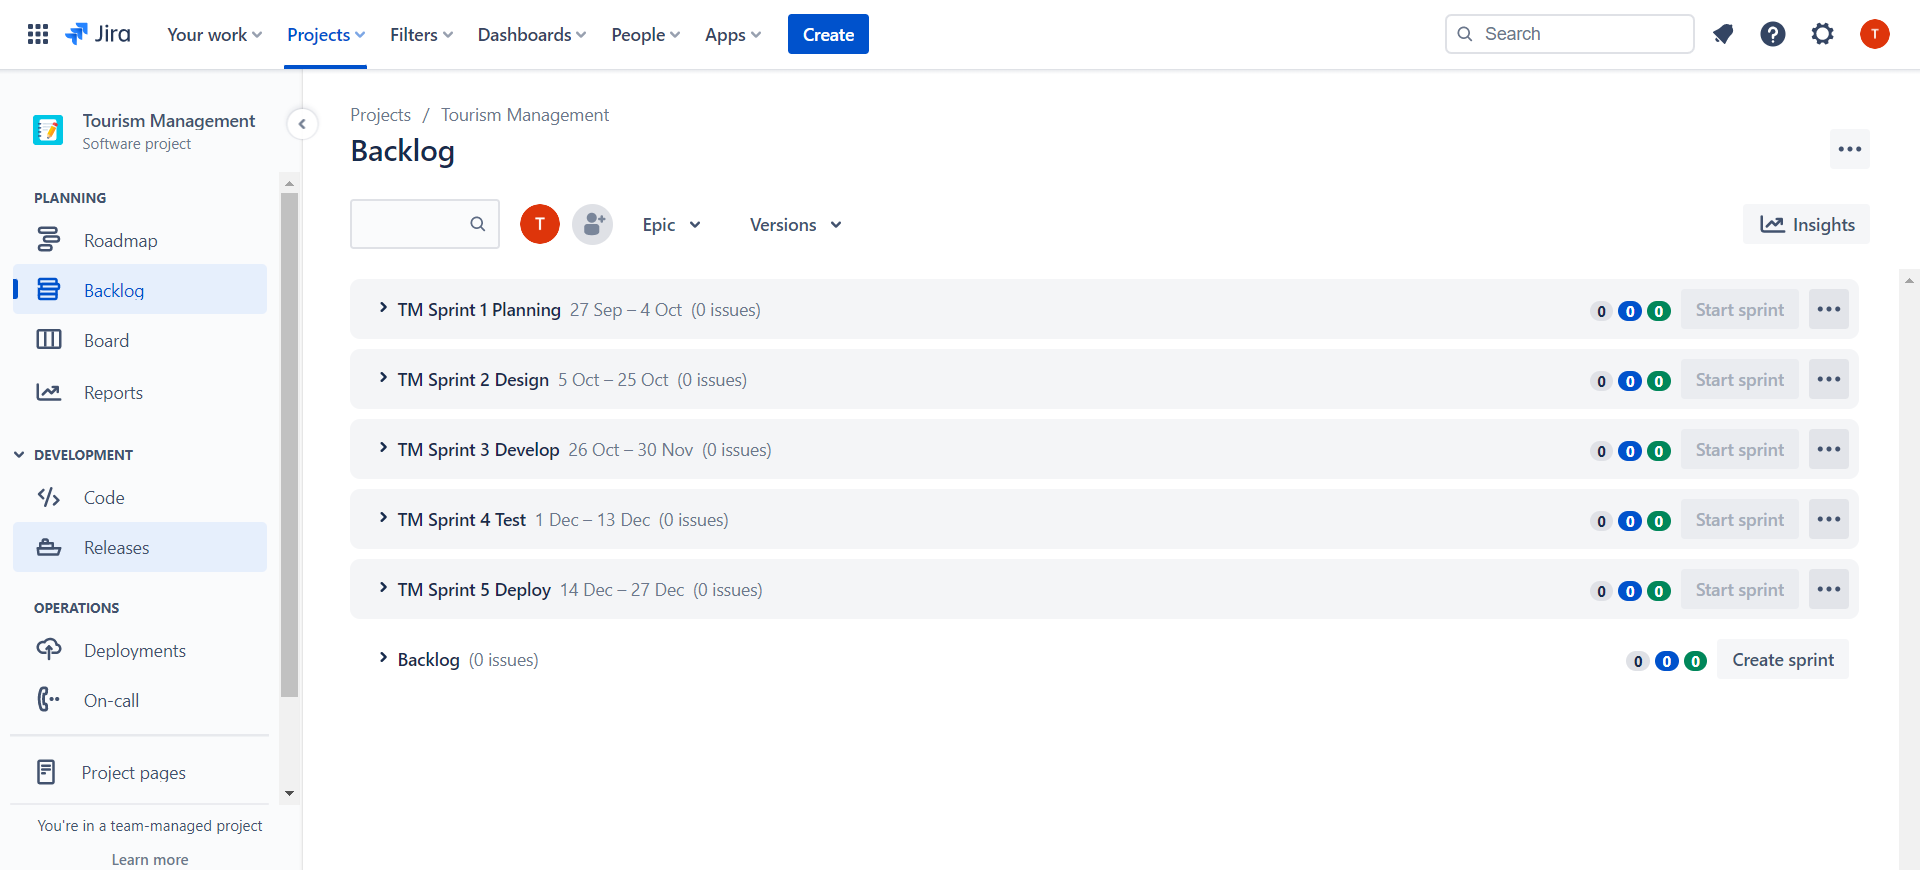 Jira Your work Projects Filters Dashboards People Apps Create Search T
Tourism Management
Software project
PLANNING
Roadmap
Backlog
Board
Reports
DEVELOPMENT
Code
Releases
OPERATIONS
Deployments
On-call
Project pages
You're in a team-managed project
Learn more
Projects / Tourism Management
Backlog
T Epic Versions Insights
TM Sprint 1 Planning 27 Sep – 4 Oct (0 issues) 0 0 0 Start sprint
TM Sprint 2 Design 5 Oct – 25 Oct (0 issues) 0 0 0 Start sprint
TM Sprint 3 Develop 26 Oct – 30 Nov (0 issues) 0 0 0 Start sprint
TM Sprint 4 Test 1 Dec – 13 Dec (0 issues) 0 0 0 Start sprint
TM Sprint 5 Deploy 14 Dec – 27 Dec (0 issues) 0 0 0 Start sprint
Backlog (0 issues) 0 0 0 Create sprint